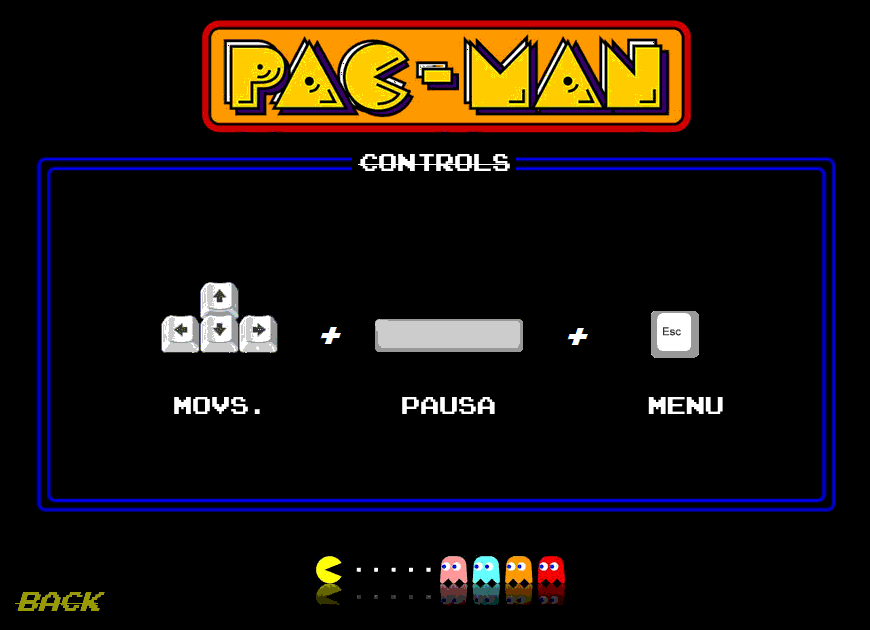 PAC-MAN
CONTROLS
+ +
Esc
MOVS. PAUSA MENU
BACK